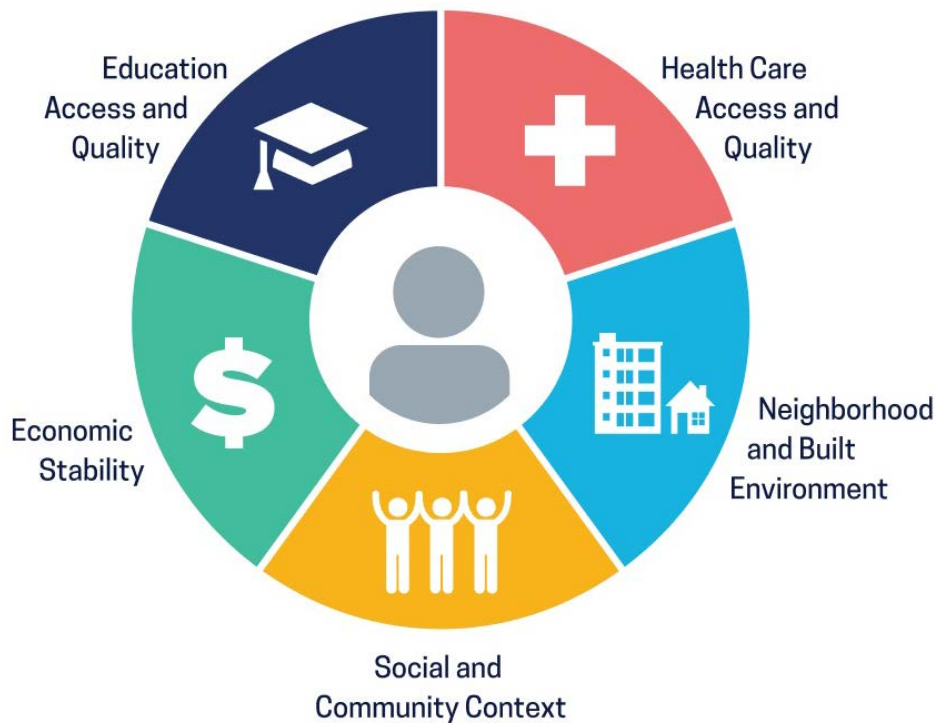 Education
Access and
Quality
Health Care
Access and
Quality
Economic
Stability
Neighborhood
and Built
Environment
Social and
Community Context